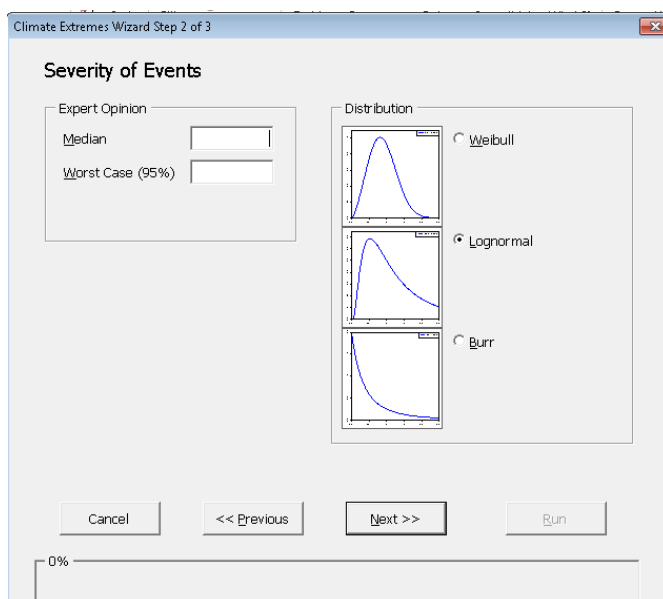 Climate Extremes Wizard Step 2 of 3
Severity of Events
Expert Opinion
Median
Worst Case (95%)
Distribution
Weibull
Lognormal
Burr
Cancel
<< Previous
Next >>
Run
0%